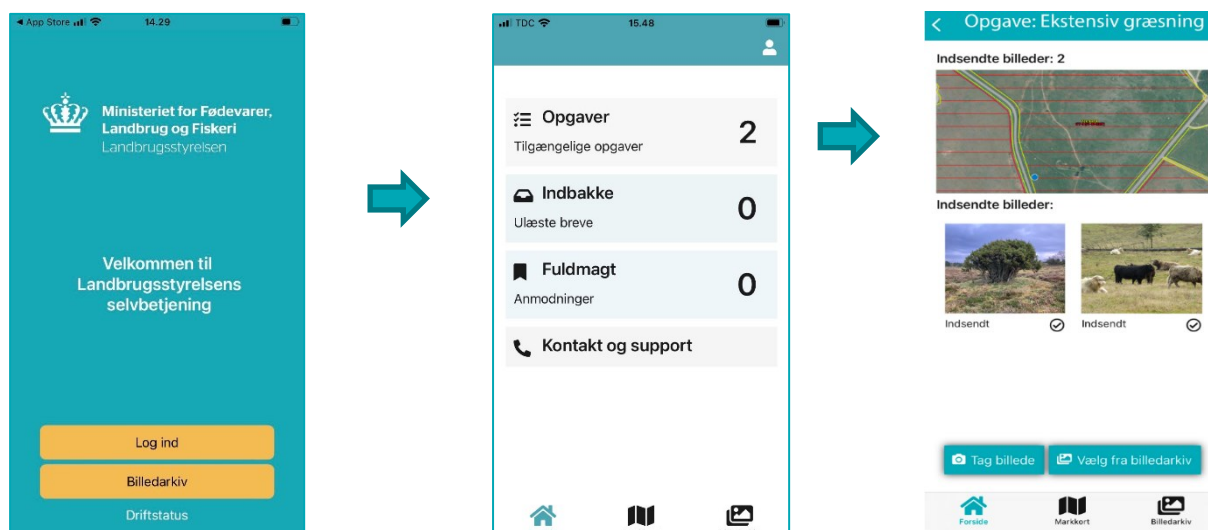 App Store
14.29
Ministeriet for Fødevarer,
Landbrug og Fiskeri
Landbrugsstyrelsen
Velkommen til
Landbrugsstyrelsens
selvbetjening
Log ind
Billedarkiv
Driftstatus
TDC
15.48
Opgaver
2
Tilgængelige opgaver
Indbakke
0
Ulæste breve
Fuldmagt
0
Anmodninger
Kontakt og support
Opgave: Ekstensiv græsning
Indsendte billeder: 2
Indsendte billeder:
Indsendt
Indsendt
Tag billede
Vælg fra billedarkiv
Forside
Markkort
Billedarkiv